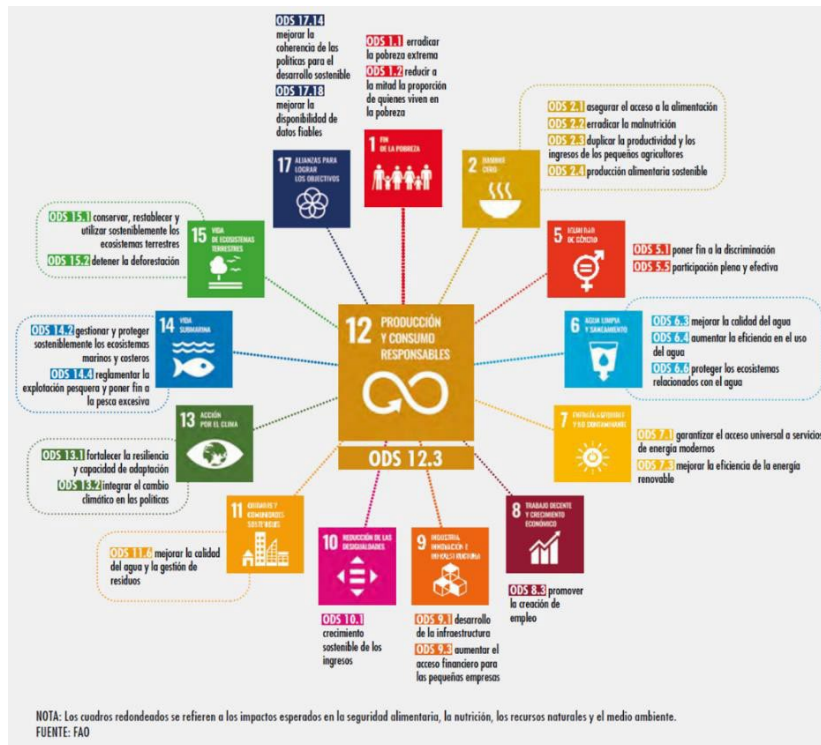 ODS 17.14
mejorar la
coherencia de las
políticas para el
desarrollo sostenible
ODS 17.18
mejorar la
disponibilidad de
datos fiables
ODS 1.1 erradicar
la pobreza extrema
ODS 1.2 reducir a
la mitad la proporción
de quienes viven en
la pobreza
ODS 2.1 asegurar el acceso a la alimentación
ODS 2.2 erradicar la malnutrición
ODS 2.3 duplicar la productividad y los
ingresos de los pequeños agricultores
ODS 2.4 producción alimentaria sostenible
17 ALIANZAS PARA
LOGRAR
LOS OBJETIVOS
1 FIN
DE LA POBREZA
2 HAMBRE
CERO
ODS 15.1 conservar, restablecer y
utilizar sosteniblemente los
ecosistemas terrestres
ODS 15.2 detener la deforestación
15 VIDA
DE ECOSISTEMAS
TERRESTRES
5 IGUALDAD
DE GÉNERO
ODS 5.1 poner fin a la discriminación
ODS 5.5 participación plena y efectiva
ODS 14.2 gestionar y proteger
sosteniblemente los ecosistemas
marinos y costeros
ODS 14.4 reglamentar la
explotación pesquera y poner fin a
la pesca excesiva
14 VIDA
SUBMARINA
12 PRODUCCIÓN
Y CONSUMO
RESPONSABLES
ODS 12.3
6 AGUA LIMPIA
Y SANEAMIENTO
ODS 6.3 mejorar la calidad del agua
ODS 6.4 aumentar la eficiencia en el uso
del agua
ODS 6.6 proteger los ecosistemas
relacionados con el agua
13 ACCIÓN
POR EL CLIMA
ODS 13.1 fortalecer la resiliencia
y capacidad de adaptación
ODS 13.2 integrar el cambio
climático en las políticas
7 ENERGÍA ASEQUIBLE
Y NO CONTAMINANTE
ODS 7.1 garantizar el acceso universal a servicios
de energía modernos
ODS 7.3 mejorar la eficiencia de la energía
renovable
11 CIUDADES Y
COMUNIDADES
SOSTENIBLES
ODS 11.6 mejorar la calidad
del agua y la gestión de
residuos
10 REDUCCIÓN DE LAS
DESIGUALDADES
ODS 10.1
crecimiento
sostenible de los
ingresos
9 INDUSTRIA,
INNOVACIÓN E
INFRAESTRUCTURA
ODS 9.1 desarrollo
de la infraestructura
ODS 9.3 aumentar el
acceso financiero para
las pequeñas empresas
8 TRABAJO DECENTE
Y CRECIMIENTO
ECONÓMICO
ODS 8.3 promover
la creación de
empleo
NOTA: Los cuadros redondeados se refieren a los impactos esperados en la seguridad alimentaria, la nutrición, los recursos naturales y el medio ambiente.
FUENTE: FAO